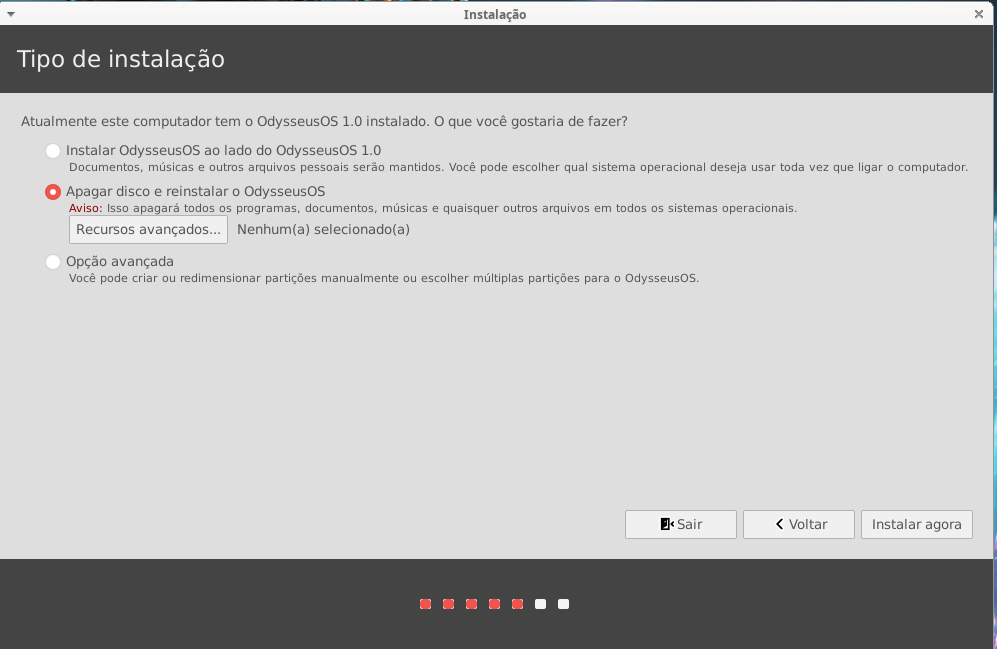 Instalação
Tipo de instalação
Atualmente este computador tem o OdysseusOS 1.0 instalado. O que você gostaria de fazer?
Instalar OdysseusOS ao lado do OdysseusOS 1.0
Documentos, músicas e outros arquivos pessoais serão mantidos. Você pode escolher qual sistema operacional deseja usar toda vez que ligar o computador.
Apagar disco e reinstalar o OdysseusOS
Aviso: Isso apagará todos os programas, documentos, músicas e quaisquer outros arquivos em todos os sistemas operacionais.
Recursos avançados... Nenhum(a) selecionado(a)
Opção avançada
Você pode criar ou redimensionar partições manualmente ou escolher múltiplas partições para o OdysseusOS.
Sair Voltar Instalar agora